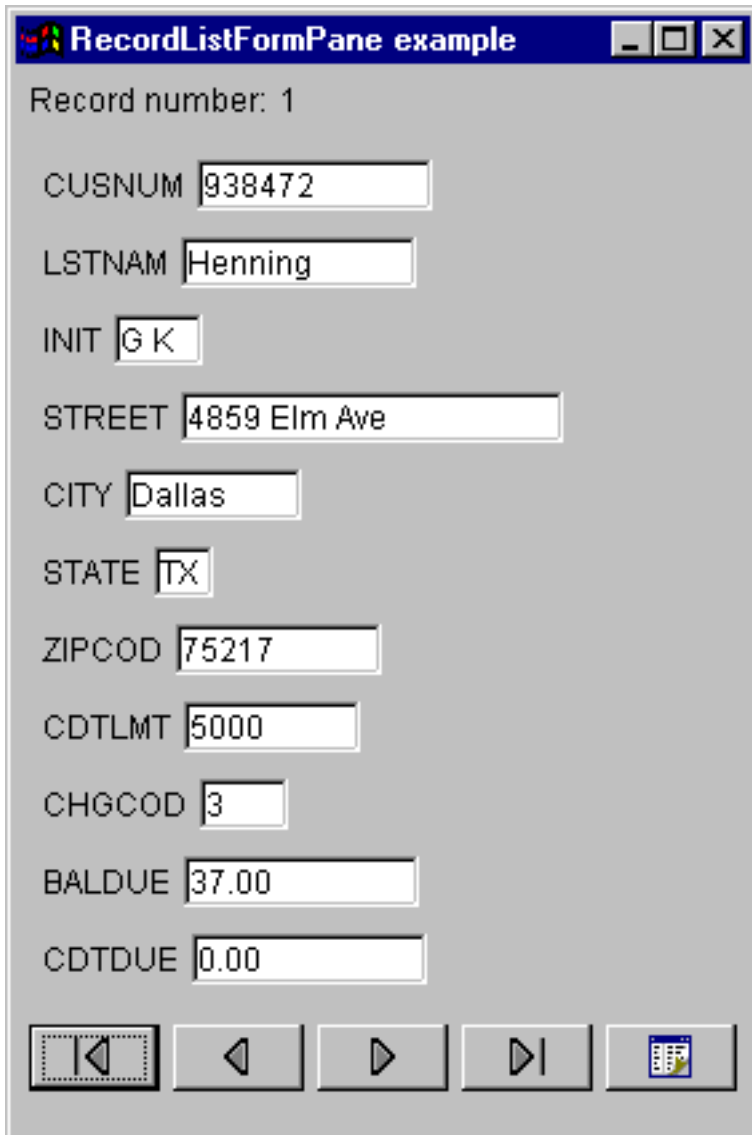 RecordListFormPane example
Record number: 1
CUSNUM 938472
LSTNAM Henning
INIT G K
STREET 4859 Elm Ave
CITY Dallas
STATE TX
ZIPCOD 75217
CDTLMT 5000
CHGCOD 3
BALDUE 37.00
CDTDUE 0.00